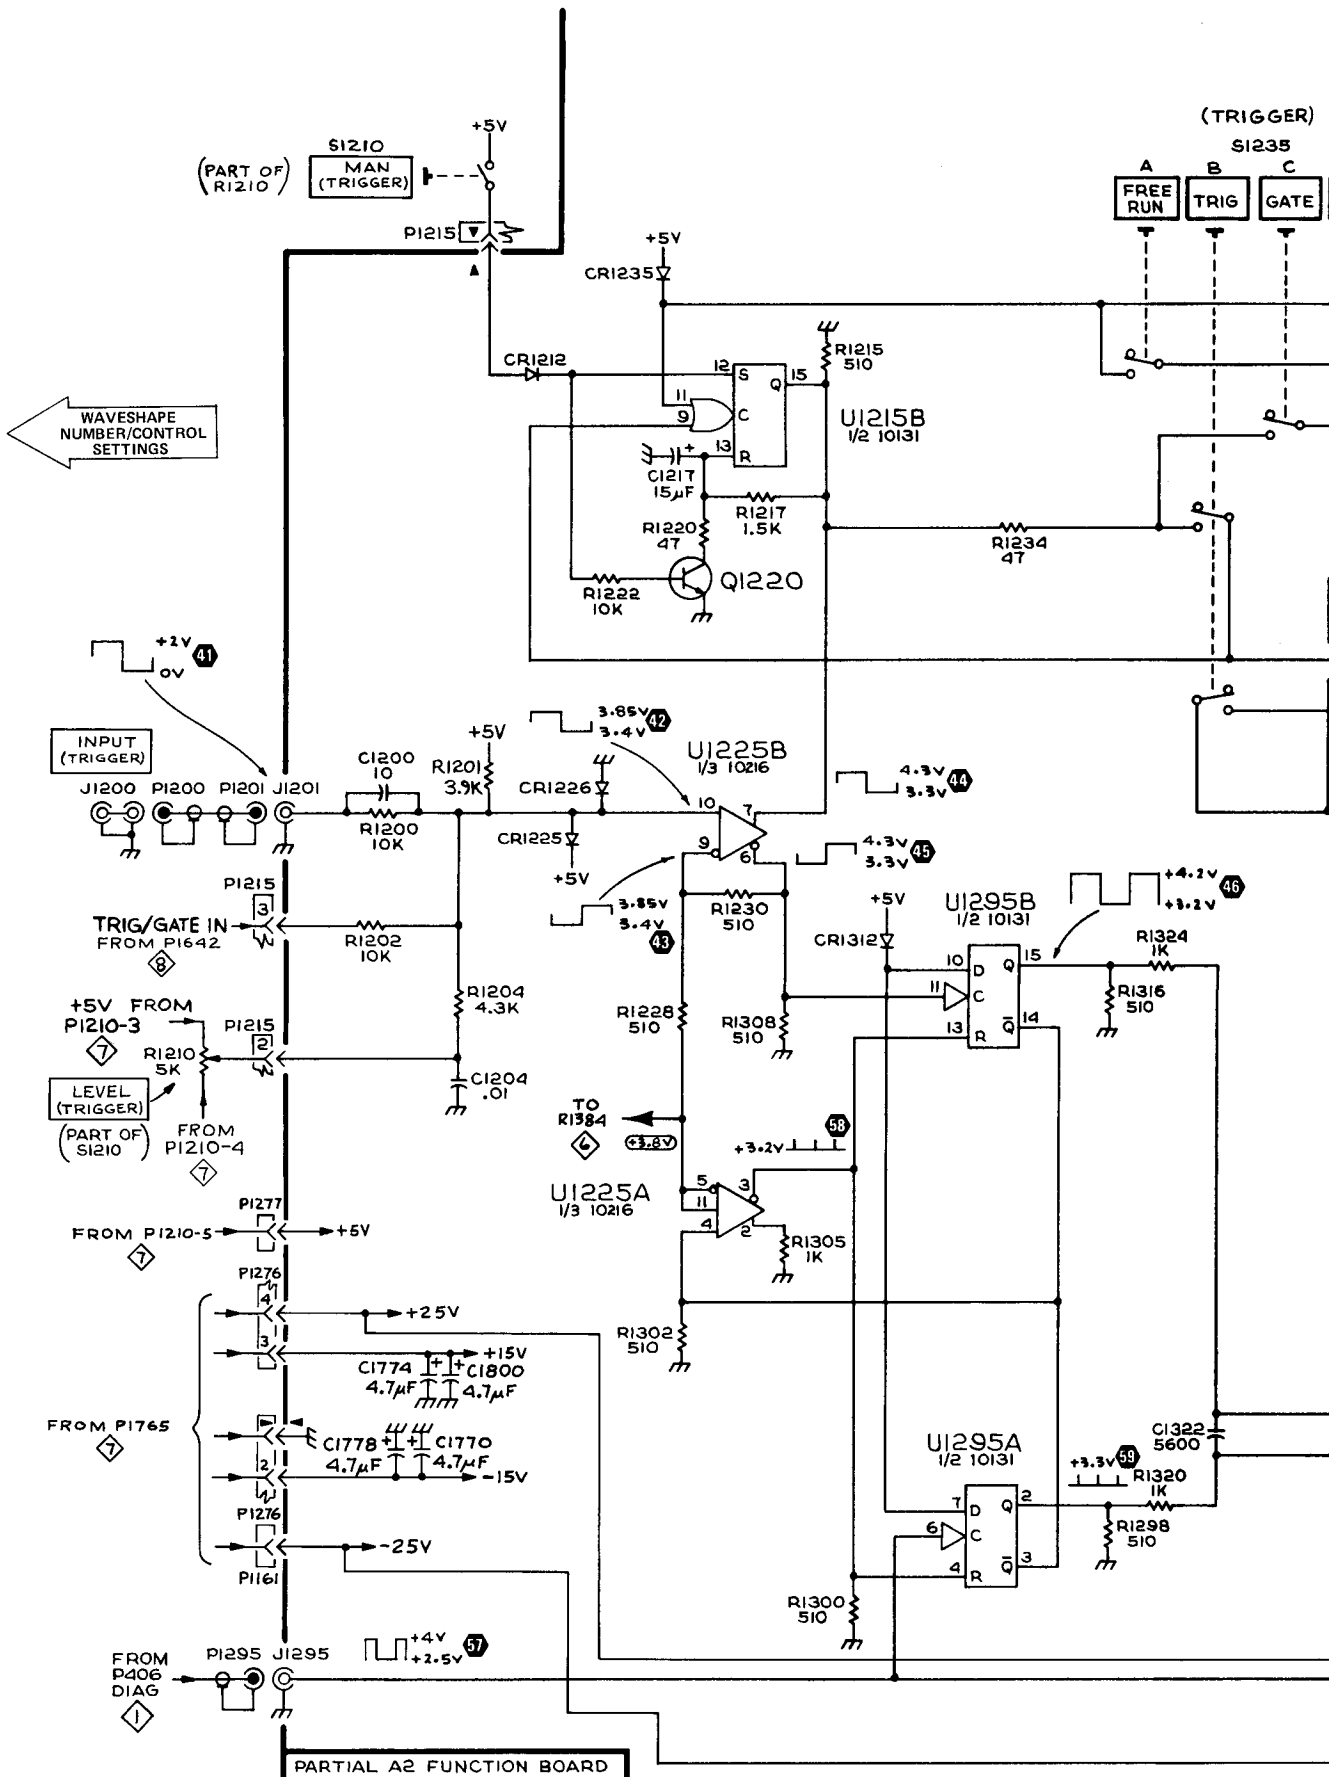 (TRIGGER)
S1235
A B C
FREE RUN
TRIG
GATE
+5V
S1210
MAN
(TRIGGER)
(PART OF R1210)
P1215
A
+5V
CR1235
R1215
510
CR1212
12 S Q 15
11
9 C
13 R
U1215B
1/2 10131
WAVESHAPE
NUMBER/CONTROL
SETTINGS
C1217
15µF
+
R1217
1.5K
R1220
47
R1234
47
R1222
10K
Q1220
+2V
0V
41
INPUT
(TRIGGER)
J1200 P1200 P1201 J1201
C1200
10
R1200
10K
+5V
R1201
3.9K
CR1226
CR1225
+5V
3.85V
3.4V
42
U1225B
1/3 10216
10 7
9 6
4.3V
3.3V
44
4.3V
3.3V
45
3.85V
3.4V
43
R1230
510
P1215
3
TRIG/GATE IN
FROM P1642
8
R1202
10K
R1204
4.3K
+5V FROM
P1210-3
7
R1210
5K
P1215
2
LEVEL
(TRIGGER)
(PART OF S1210)
FROM
P1210-4
7
C1204
.01
R1228
510
R1308
510
+5V
CR1312
U1295B
1/2 10131
10 D Q 15
11 C
13 R Q 14
+4.2V
+3.2V
46
R1324
1K
R1316
510
TO
R1384
6
+3.8V
+3.2V
58
U1225A
1/3 10216
5 3
11
4 2
R1305
1K
P1277
FROM P1210-5
7
+5V
R1302
510
P1276
4
+25V
3
+15V
C1774
4.7µF
+
+
C1800
4.7µF
FROM P1765
7
C1778
4.7µF
+
+
C1770
4.7µF
2
-15V
P1276
-25V
P1161
C1322
5600
U1295A
1/2 10131
7 D Q 2
6 C
4 R Q 3
+3.3V
59
R1320
1K
R1298
510
R1300
510
FROM
P406
DIAG
1
P1295 J1295
+4V
+2.5V
57
PARTIAL A2 FUNCTION BOARD